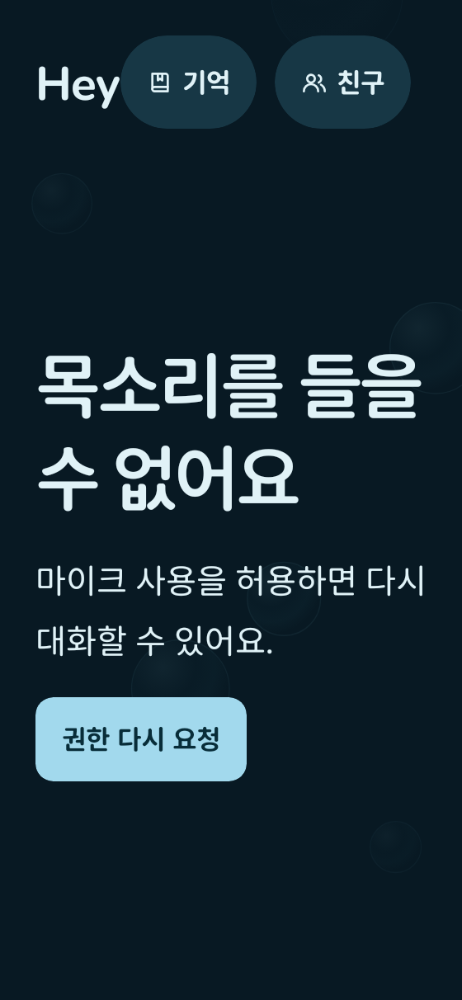 Hey
기억
친구
목소리를 들을
수 없어요
마이크 사용을 허용하면 다시
대화할 수 있어요.
권한 다시 요청